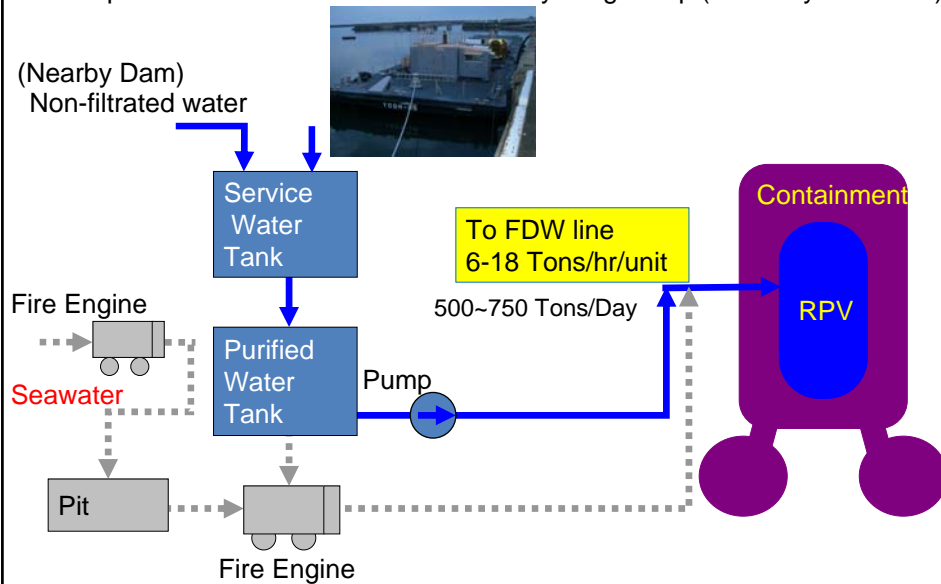 (Nearby Dam)
Non-filtrated water
Service
Water
Tank
Containment
To FDW line
6-18 Tons/hr/unit
500~750 Tons/Day
RPV
Fire Engine
Seawater
Purified
Water
Tank
Pump
Pit
Fire Engine